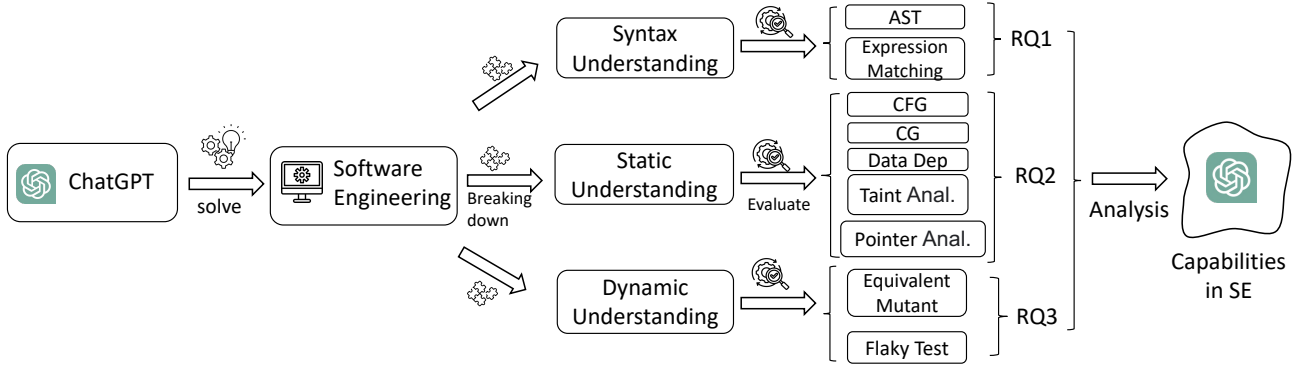 ChatGPT
solve
Software
Engineering
Breaking
down
Syntax
Understanding
Static
Understanding
Dynamic
Understanding
Evaluate
AST
Expression
Matching
RQ1
CFG
CG
Data Dep
Taint Anal.
Pointer Anal.
RQ2
Equivalent
Mutant
Flaky Test
RQ3
Analysis
Capabilities
in SE